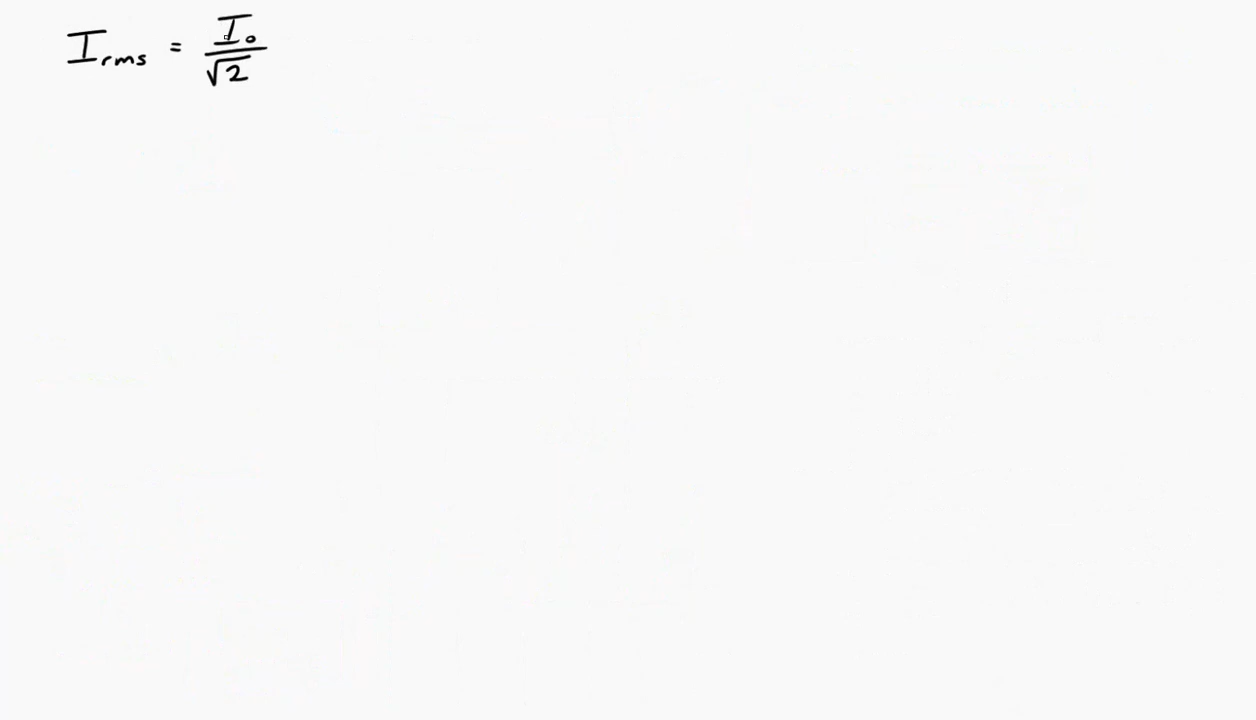 I_rms = I_0/√2